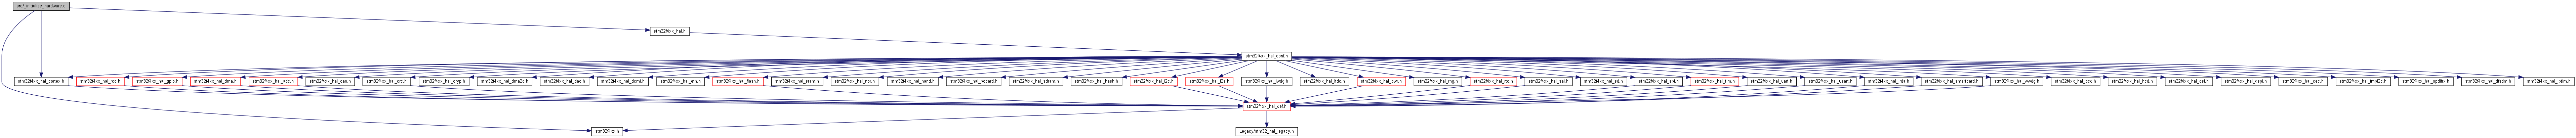 src/_initialize_hardware.c
stm32f4xx_hal.h
stm32f4xx_hal_conf.h
stm32f4xx_hal_cortex.h
stm32f4xx_hal_rcc.h
stm32f4xx_hal_gpio.h
stm32f4xx_hal_dma.h
stm32f4xx_hal_adc.h
stm32f4xx_hal_can.h
stm32f4xx_hal_crc.h
stm32f4xx_hal_cryp.h
stm32f4xx_hal_dma2d.h
stm32f4xx_hal_dac.h
stm32f4xx_hal_dcmi.h
stm32f4xx_hal_eth.h
stm32f4xx_hal_flash.h
stm32f4xx_hal_sram.h
stm32f4xx_hal_nor.h
stm32f4xx_hal_nand.h
stm32f4xx_hal_pccard.h
stm32f4xx_hal_sdram.h
stm32f4xx_hal_hash.h
stm32f4xx_hal_i2c.h
stm32f4xx_hal_i2s.h
stm32f4xx_hal_iwdg.h
stm32f4xx_hal_ltdc.h
stm32f4xx_hal_pwr.h
stm32f4xx_hal_rng.h
stm32f4xx_hal_rtc.h
stm32f4xx_hal_sai.h
stm32f4xx_hal_sd.h
stm32f4xx_hal_spi.h
stm32f4xx_hal_tim.h
stm32f4xx_hal_uart.h
stm32f4xx_hal_usart.h
stm32f4xx_hal_irda.h
stm32f4xx_hal_smartcard.h
stm32f4xx_hal_wwdg.h
stm32f4xx_hal_pcd.h
stm32f4xx_hal_hcd.h
stm32f4xx_hal_dsi.h
stm32f4xx_hal_qspi.h
stm32f4xx_hal_cec.h
stm32f4xx_hal_fmpi2c.h
stm32f4xx_hal_spdifrx.h
stm32f4xx_hal_dfsdm.h
stm32f4xx_hal_lptim.h
stm32f4xx_hal_def.h
stm32f4xx.h
Legacy/stm32_hal_legacy.h